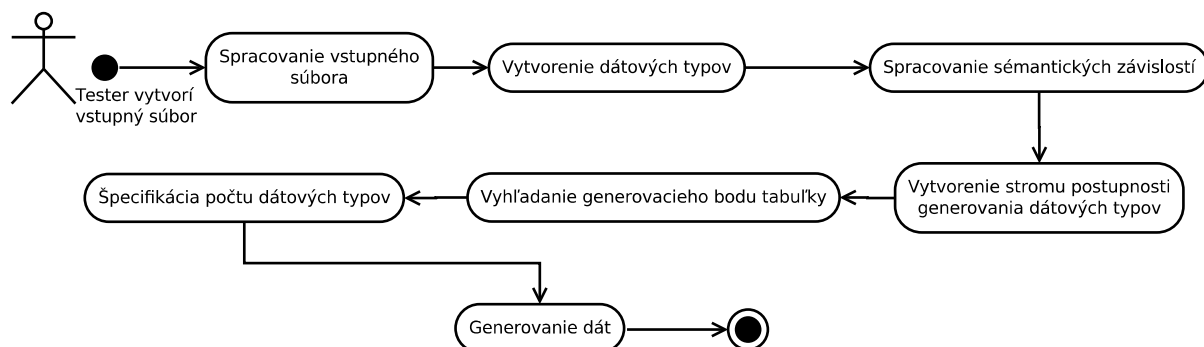 Tester vytvorí
vstupný súbor
Spracovanie vstupného
súbora
Vytvorenie dátových typov
Spracovanie sémantických závislostí
Vytvorenie stromu postupnosti
generovania dátových typov
Vyhľadanie generovacieho bodu tabuľky
Špecifikácia počtu dátových typov
Generovanie dát